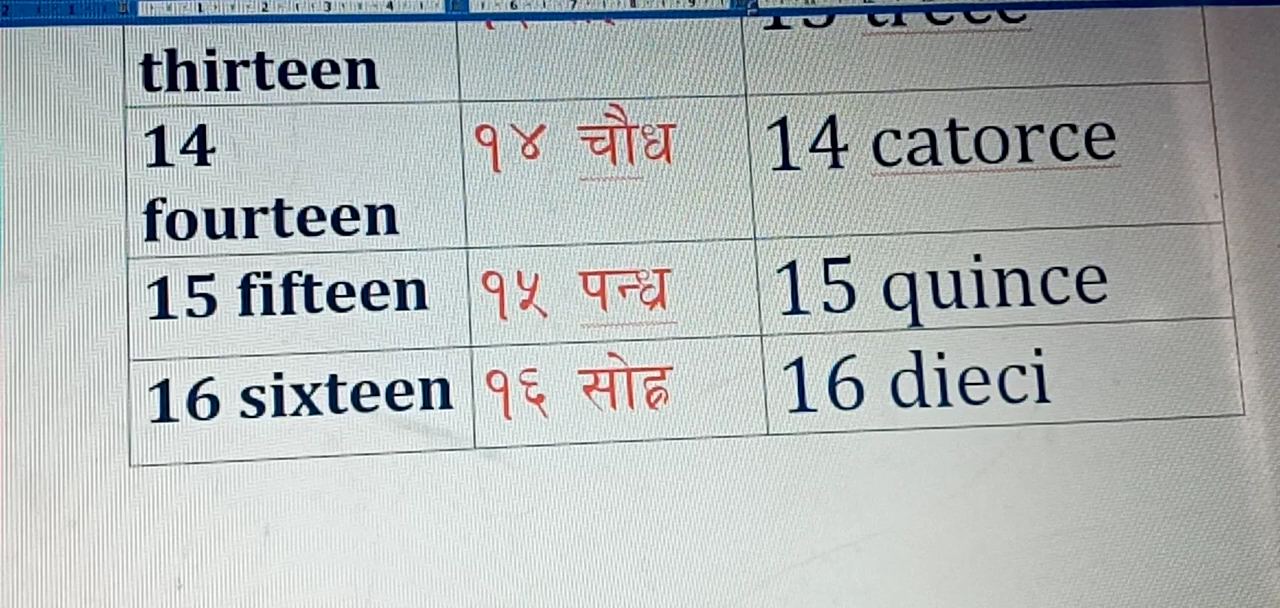 thirteen
14 १४ चौध 14 catorce
fourteen
15 fifteen १५ पन्ध्र 15 quince
16 sixteen १६ सोह्र 16 dieci